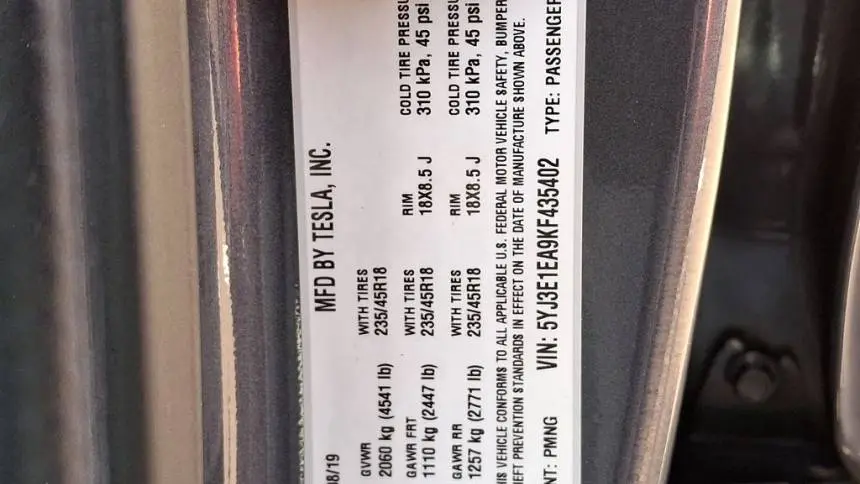 08/19 MFD BY TESLA, INC.
GVWR WITH TIRES
2060 kg (4541 lb) 235/45R18
GAWR FRT WITH TIRES RIM COLD TIRE PRESSU
1110 kg (2447 lb) 235/45R18 18X8.5 J 310 kPa, 45 psi
GAWR RR WITH TIRES RIM COLD TIRE PRESSU
1257 kg (2771 lb) 235/45R18 18X8.5 J 310 kPa, 45 psi
HIS VEHICLE CONFORMS TO ALL APPLICABLE U.S. FEDERAL MOTOR VEHICLE SAFETY, BUMPER
HEFT PREVENTION STANDARDS IN EFFECT ON THE DATE OF MANUFACTURE SHOWN ABOVE.
NT: PMNG VIN: 5YJ3E1EA9KF435402 TYPE: PASSENGER